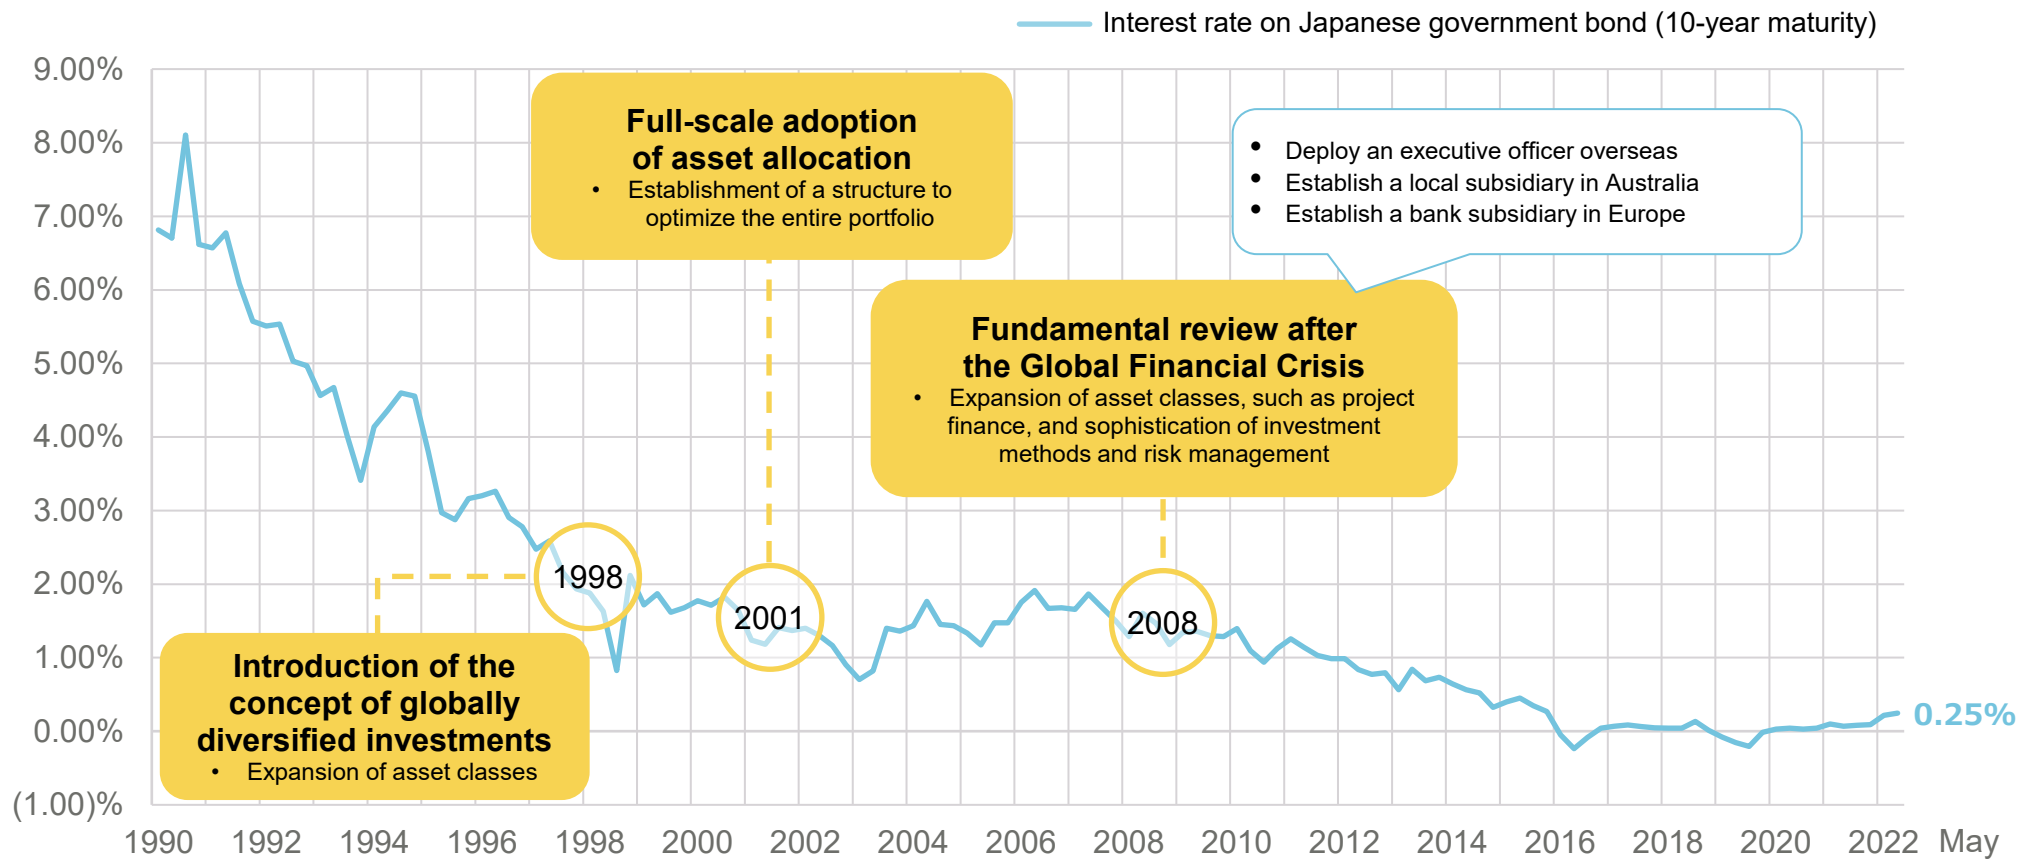 Interest rate on Japanese government bond (10-year maturity)
9.00%
8.00%
7.00%
6.00%
5.00%
4.00%
3.00%
2.00%
1.00%
0.00%
(1.00)%
Full-scale adoption
of asset allocation
• Establishment of a structure to
optimize the entire portfolio
• Deploy an executive officer overseas
• Establish a local subsidiary in Australia
• Establish a bank subsidiary in Europe
Fundamental review after
the Global Financial Crisis
• Expansion of asset classes, such as project
finance, and sophistication of investment
methods and risk management
1998
2001
2008
Introduction of the
concept of globally
diversified investments
• Expansion of asset classes
0.25%
1990 1992 1994 1996 1998 2000 2002 2004 2006 2008 2010 2012 2014 2016 2018 2020 2022 May